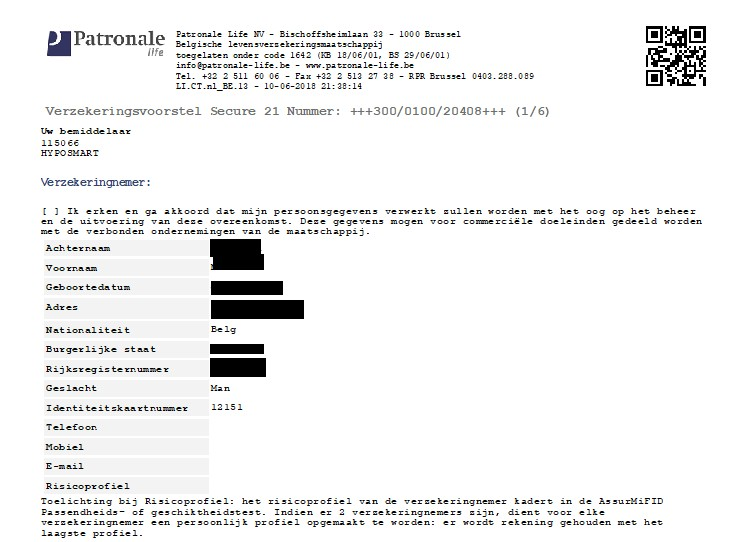 Patronale
life
Patronale Life NV - Bischoffsheimlaan 33 - 1000 Brussel
Belgische levensverzekeringsmaatschappij
toegelaten onder code 1642 (KB 18/06/01, BS 29/06/01)
info@patronale-life.be - www.patronale-life.be
Tel. +32 2 511 60 06 - Fax +32 2 513 27 38 - RPR Brussel 0403.288.089
LI.CT.nl_BE.13 - 10-06-2018 21:38:14
Verzekeringsvoorstel Secure 21 Nummer: +++300/0100/20408+++ (1/6)
Uw bemiddelaar
115066
HYPOSMART
Verzekeringnemer:
[ ] Ik erken en ga akkoord dat mijn persoonsgegevens verwerkt zullen worden met het oog op het beheer
en de uitvoering van deze overeenkomst. Deze gegevens mogen voor commerciële doeleinden gedeeld worden
met de verbonden ondernemingen van de maatschappij.
Achternaam
Voornaam
Geboortedatum
Adres
Nationaliteit Belg
Burgerlijke staat
Rijksregisternummer
Geslacht Man
Identiteitskaartnummer 12151
Telefoon
Mobiel
E-mail
Risicoprofiel
Toelichting bij Risicoprofiel: het risicoprofiel van de verzekeringnemer kadert in de AssurMiFID
Passendheids- of geschiktheidstest. Indien er 2 verzekeringnemers zijn, dient voor elke
verzekeringnemer een persoonlijk profiel opgemaakt te worden: er wordt rekening gehouden met het
laagste profiel.